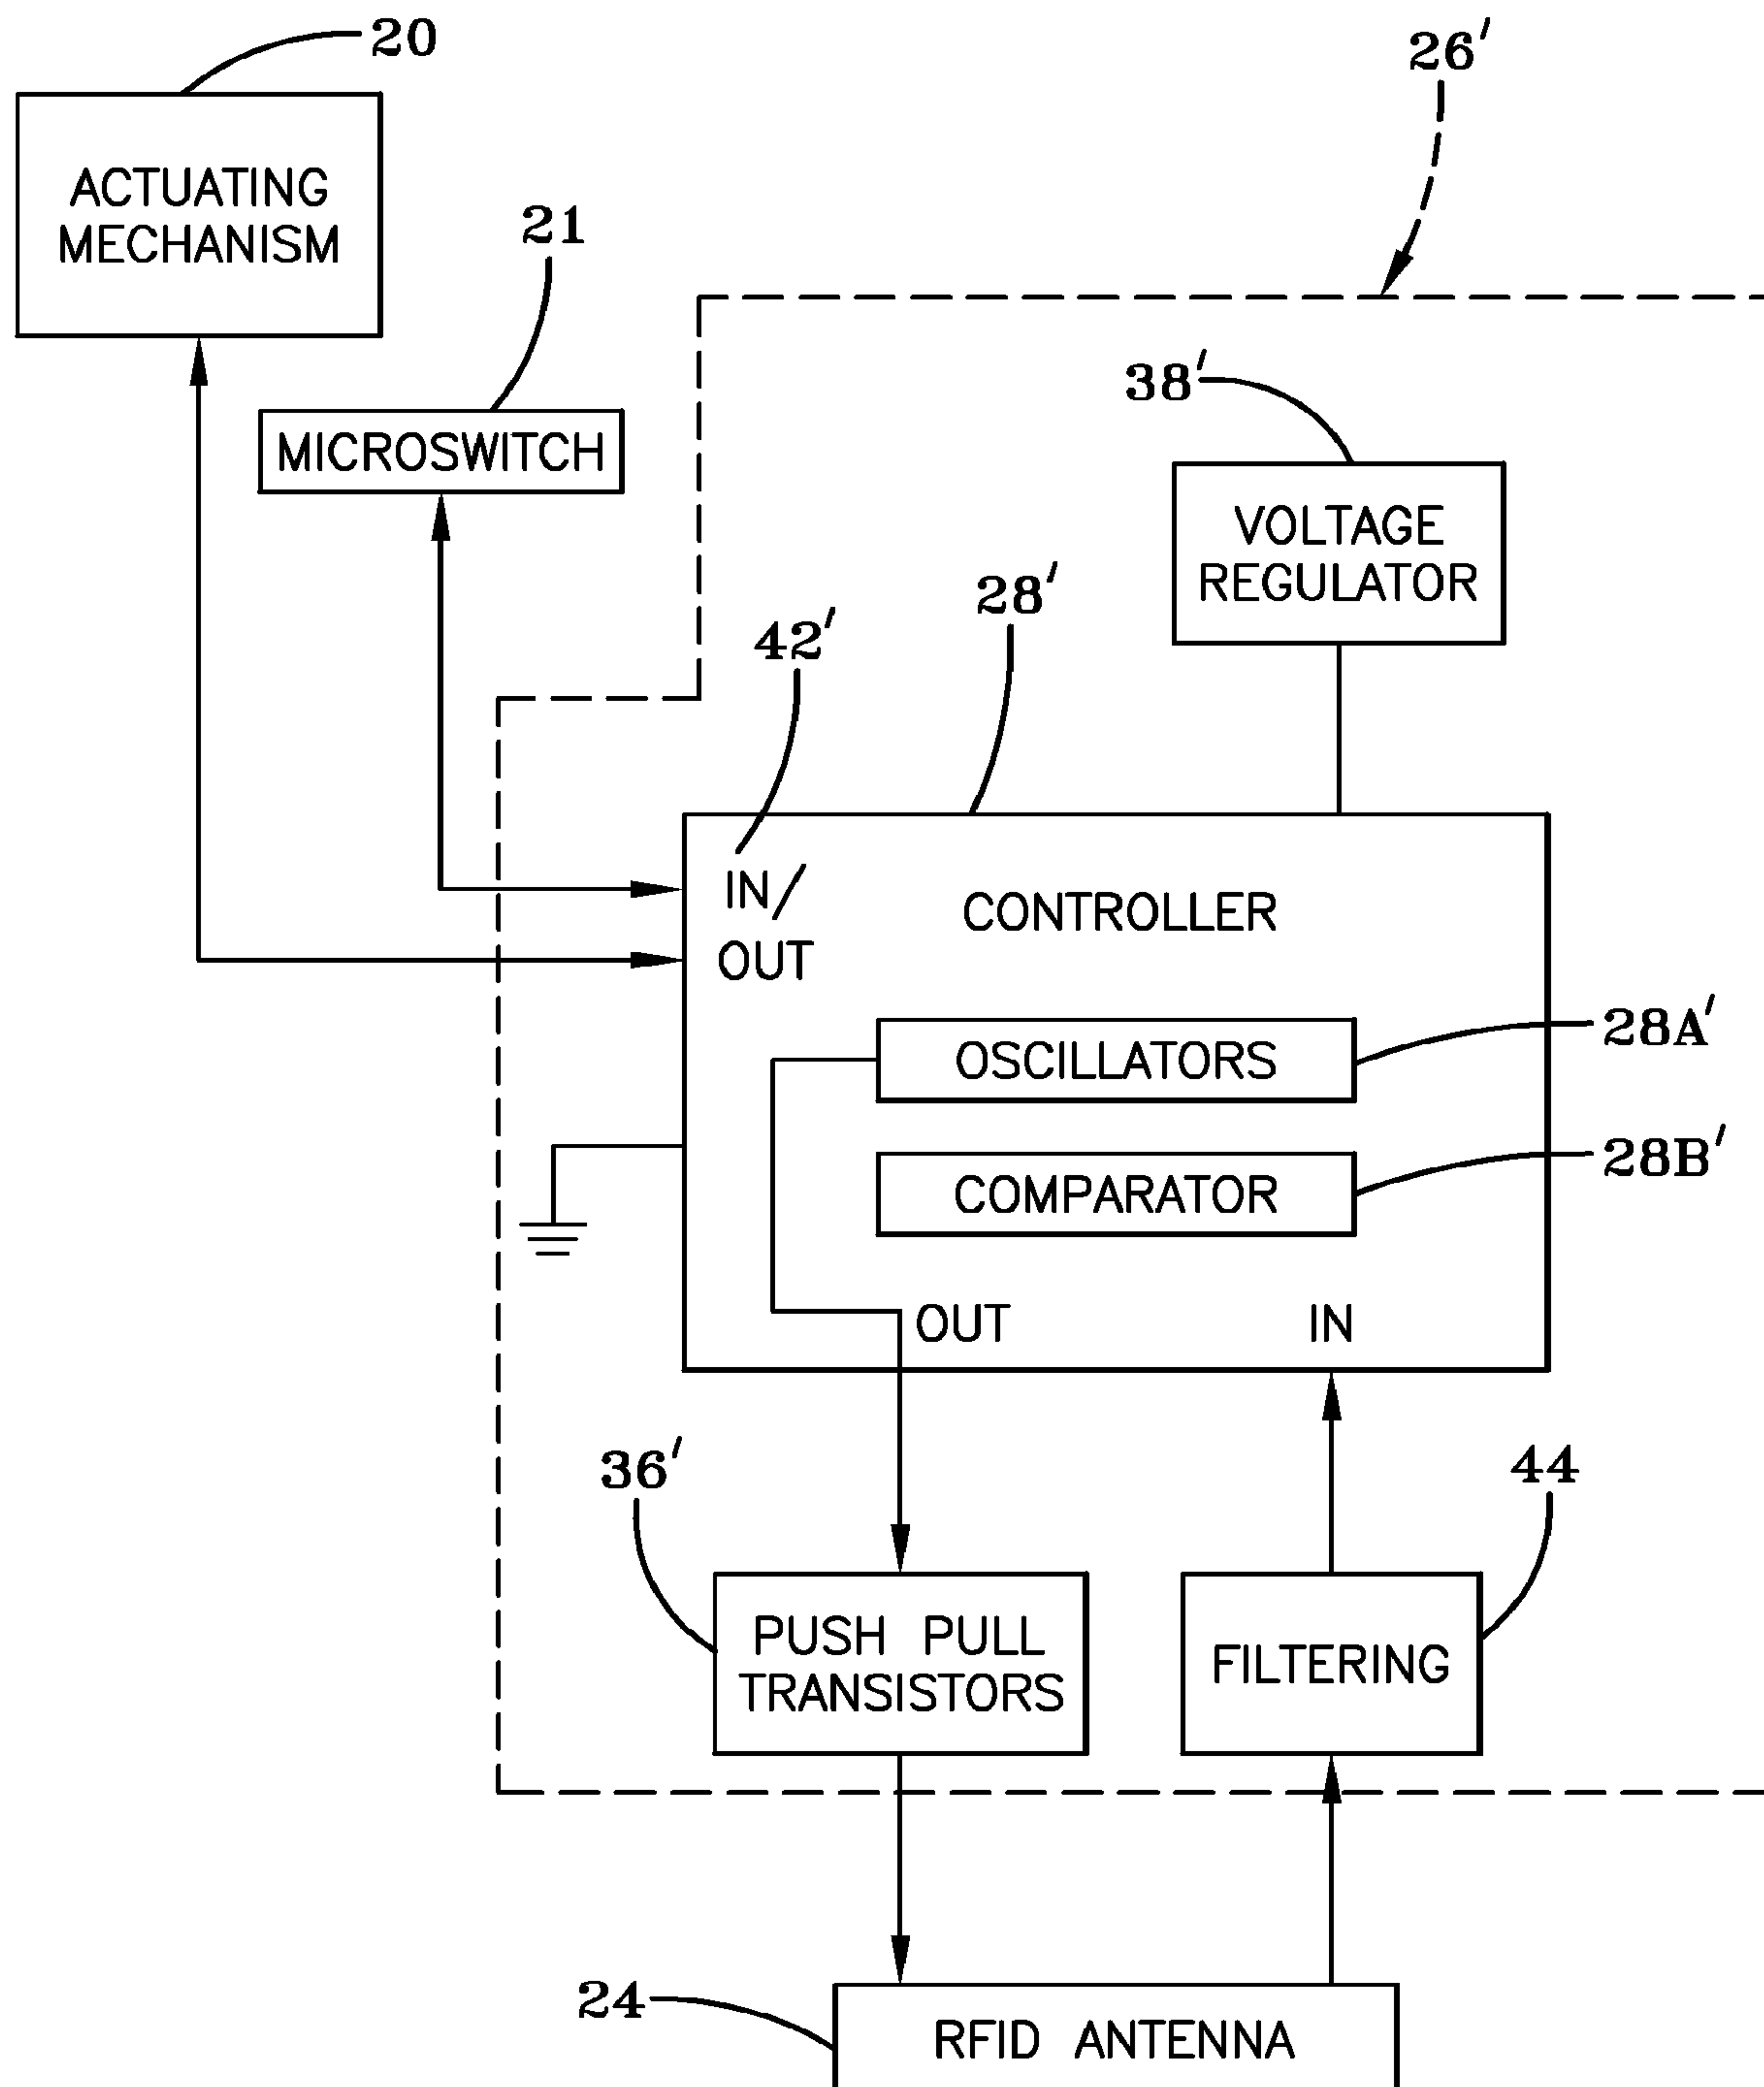 20
26'
ACTUATING
MECHANISM
21
38'
MICROSWITCH
VOLTAGE
REGULATOR
28'
42'
IN/
OUT
CONTROLLER
OSCILLATORS
28A'
COMPARATOR
28B'
OUT
IN
36'
44
PUSH PULL
TRANSISTORS
FILTERING
24
RFID ANTENNA